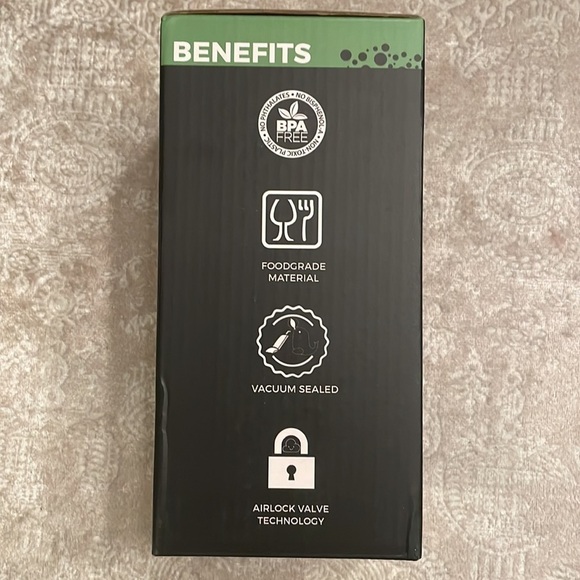 BENEFITS
NO PHTHALATES • NO BISPHENOL-A • NON-TOXIC PLASTIC •
BPA
FREE
FOODGRADE
MATERIAL
VACUUM SEALED
AIRLOCK VALVE
TECHNOLOGY